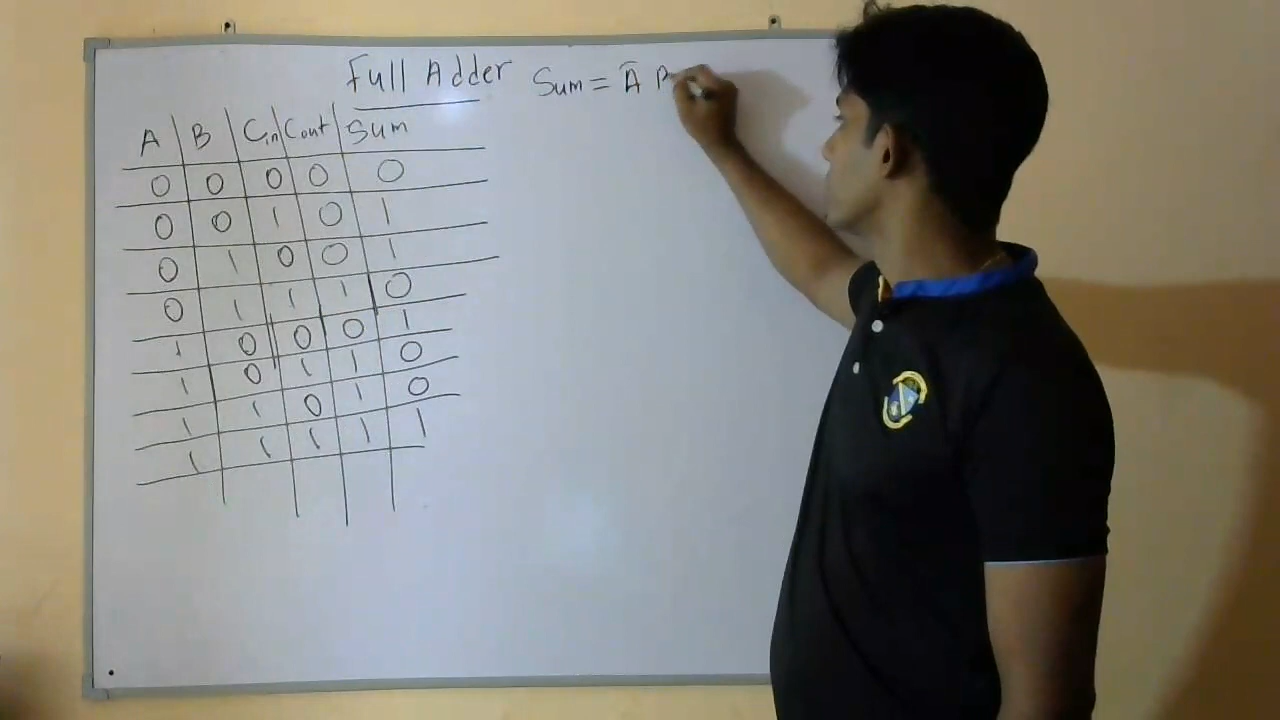 Full Adder
Sum = A̅
A B Cin Cout Sum
0 0 0 0 0
0 0 1 0 1
0 1 0 0 1
0 1 1 1 0
1 0 0 0 1
1 0 1 1 0
1 1 0 1 0
1 1 1 1 1